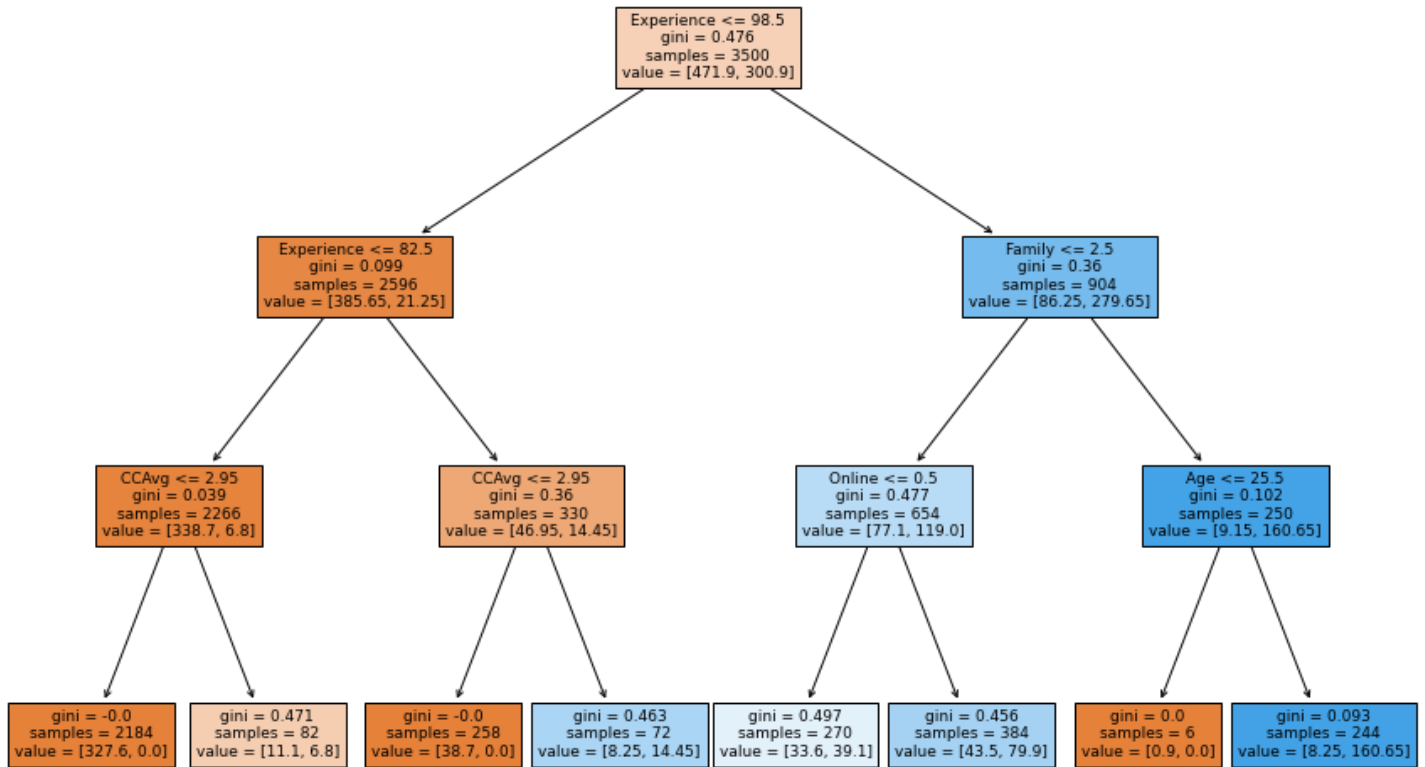 Experience <= 98.5
gini = 0.476
samples = 3500
value = [471.9, 300.9]
Experience <= 82.5
gini = 0.099
samples = 2596
value = [385.65, 21.25]
Family <= 2.5
gini = 0.36
samples = 904
value = [86.25, 279.65]
CCAvg <= 2.95
gini = 0.039
samples = 2266
value = [338.7, 6.8]
CCAvg <= 2.95
gini = 0.36
samples = 330
value = [46.95, 14.45]
Online <= 0.5
gini = 0.477
samples = 654
value = [77.1, 119.0]
Age <= 25.5
gini = 0.102
samples = 250
value = [9.15, 160.65]
gini = -0.0
samples = 2184
value = [327.6, 0.0]
gini = 0.471
samples = 82
value = [11.1, 6.8]
gini = -0.0
samples = 258
value = [38.7, 0.0]
gini = 0.463
samples = 72
value = [8.25, 14.45]
gini = 0.497
samples = 270
value = [33.6, 39.1]
gini = 0.456
samples = 384
value = [43.5, 79.9]
gini = 0.0
samples = 6
value = [0.9, 0.0]
gini = 0.093
samples = 244
value = [8.25, 160.65]